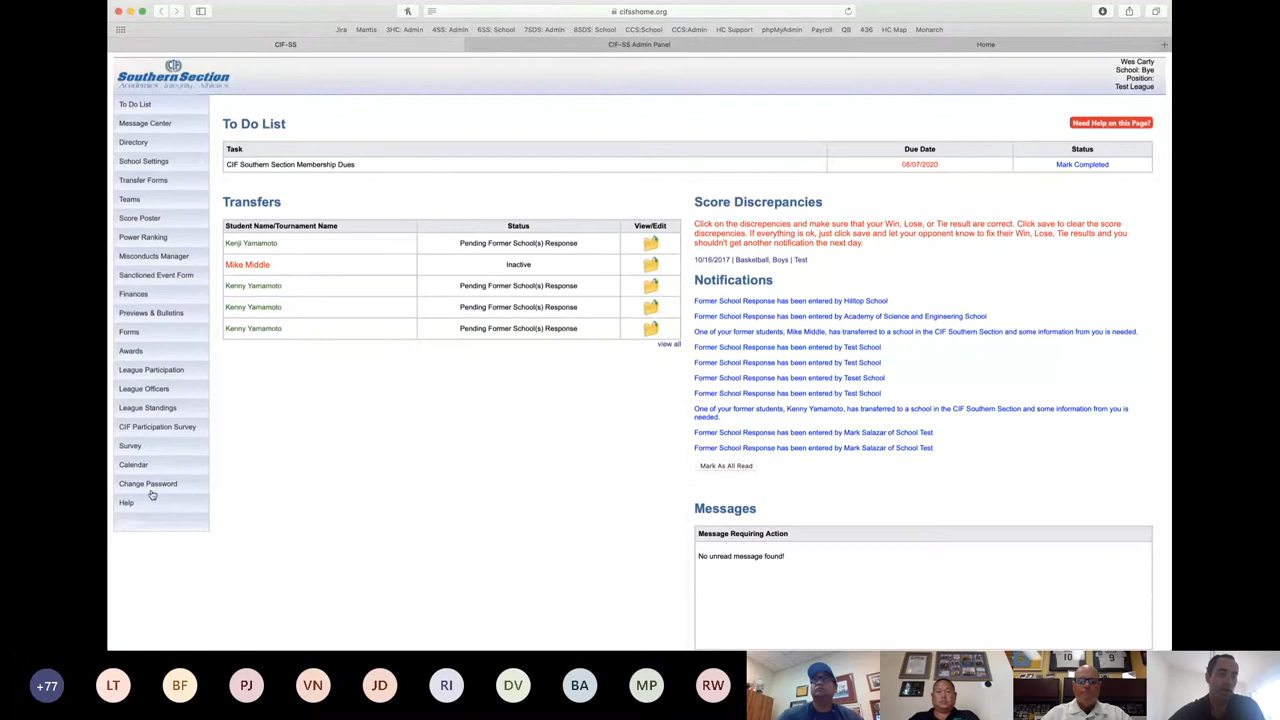 cifsshome.org
Jira Mantis 3HC: Admin 4SS: Admin 6SS: School 7SDS: Admin 8SDS: School CCS:School CCS:Admin HC Support phpMyAdmin Payroll QB 436 HC Map Monarch
CIF-SS CIF-SS Admin Panel Home
CIF
Southern Section
Academics, Integrity, Athletics
Wes Carty
School: Bye
Position:
Test League
To Do List
Message Center
Directory
School Settings
Transfer Forms
Teams
Score Poster
Power Ranking
Misconducts Manager
Sanctioned Event Form
Finances
Previews & Bulletins
Forms
Awards
League Participation
League Officers
League Standings
CIF Participation Survey
Survey
Calendar
Change Password
Help
To Do List
Need Help on this Page?
Task Due Date Status
CIF Southern Section Membership Dues 08/07/2020 Mark Completed
Transfers
Student Name/Tournament Name Status View/Edit
Kenji Yamamoto Pending Former School(s) Response
Mike Middle Inactive
Kenny Yamamoto Pending Former School(s) Response
Kenny Yamamoto Pending Former School(s) Response
Kenny Yamamoto Pending Former School(s) Response
view all
Score Discrepancies
Click on the discrepancies and make sure that your Win, Lose, or Tie result are correct. Click save to clear the score
discrepancies. If everything is ok, just click save and let your opponent know to fix their Win, Lose, Tie results and you
shouldn't get another notification the next day.
10/16/2017 | Basketball, Boys | Test
Notifications
Former School Response has been entered by Hilltop School
Former School Response has been entered by Academy of Science and Engineering School
One of your former students, Mike Middle, has transferred to a school in the CIF Southern Section and some information from you is needed.
Former School Response has been entered by Test School
Former School Response has been entered by Test School
Former School Response has been entered by Teset School
Former School Response has been entered by Test School
One of your former students, Kenny Yamamoto, has transferred to a school in the CIF Southern Section and some information from you is
needed.
Former School Response has been entered by Mark Salazar of School Test
Former School Response has been entered by Mark Salazar of School Test
Mark As All Read
Messages
Message Requiring Action
No unread message found!
+77 LT BF PJ VN JD RI DV BA MP RW
10 9